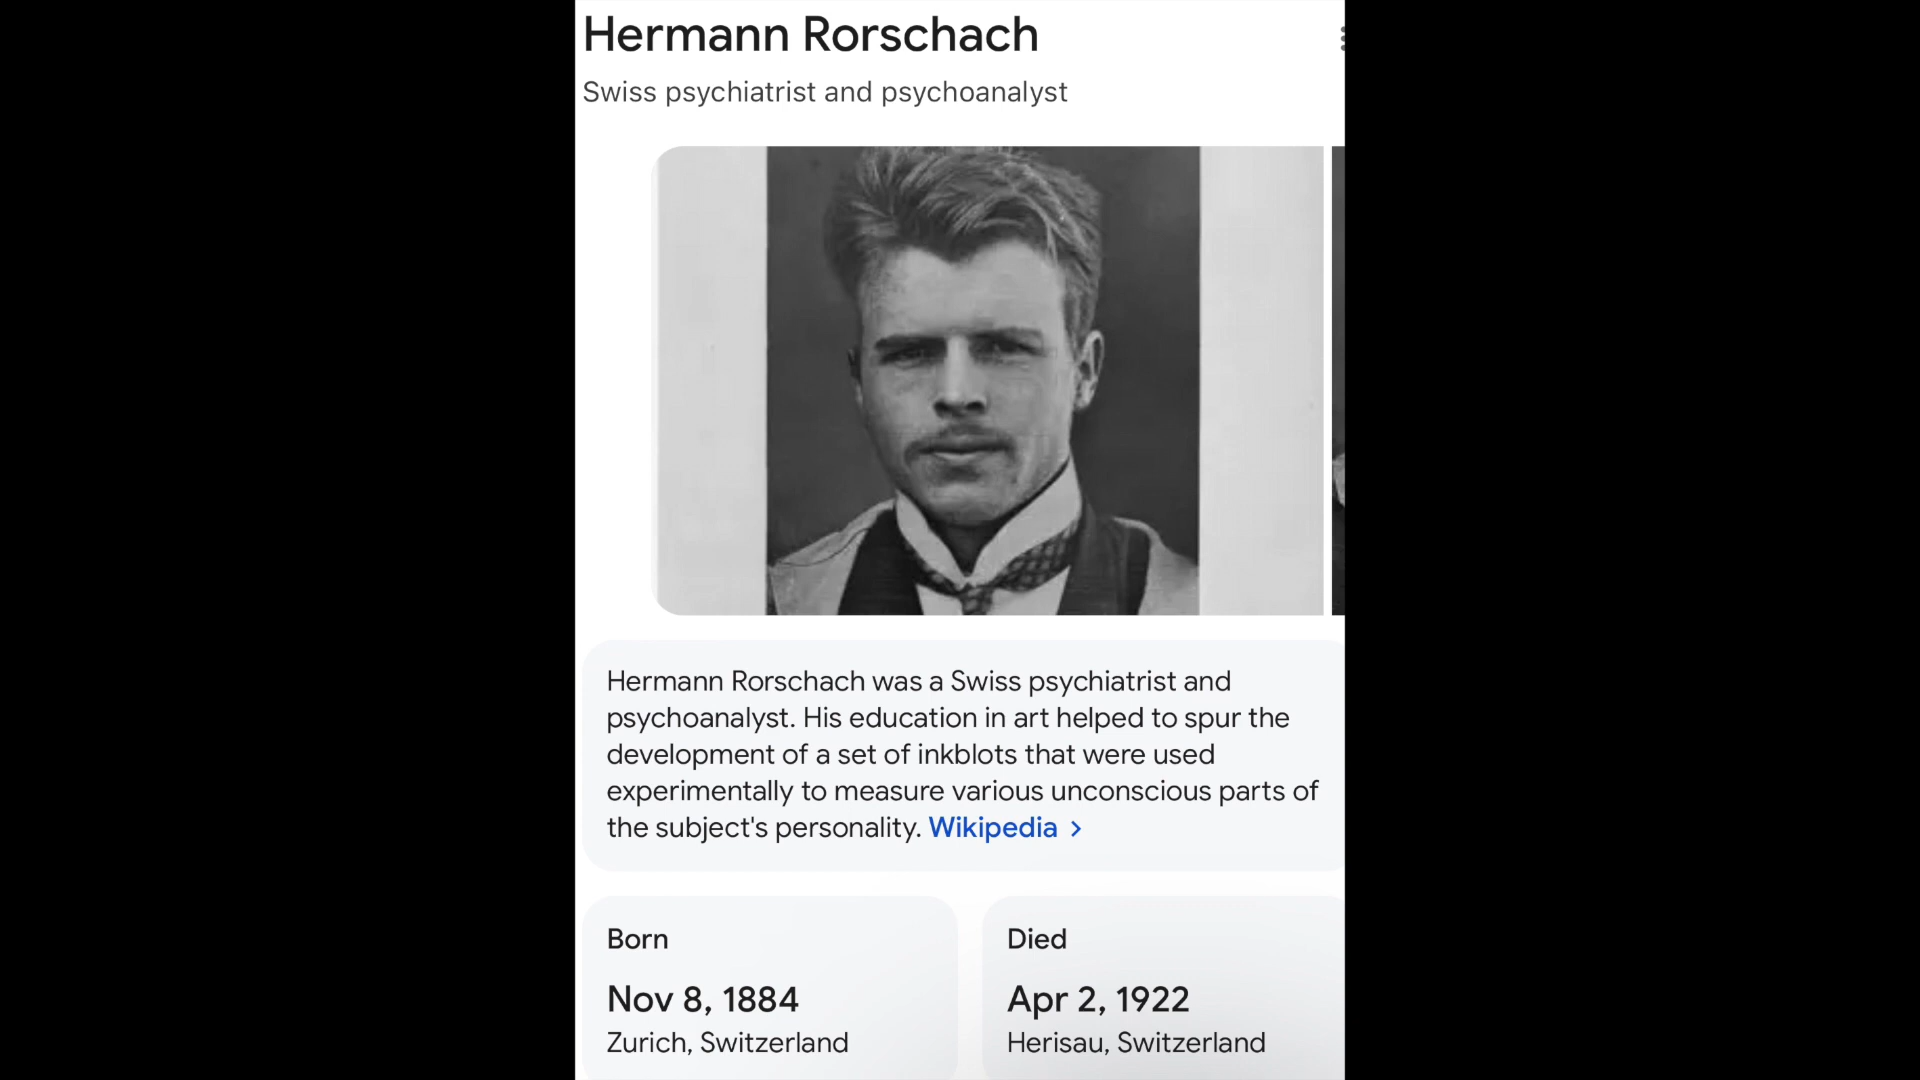 Hermann Rorschach
Swiss psychiatrist and psychoanalyst
Hermann Rorschach was a Swiss psychiatrist and
psychoanalyst. His education in art helped to spur the
development of a set of inkblots that were used
experimentally to measure various unconscious parts of
the subject's personality. Wikipedia >
Born
Nov 8, 1884
Zurich, Switzerland
Died
Apr 2, 1922
Herisau, Switzerland